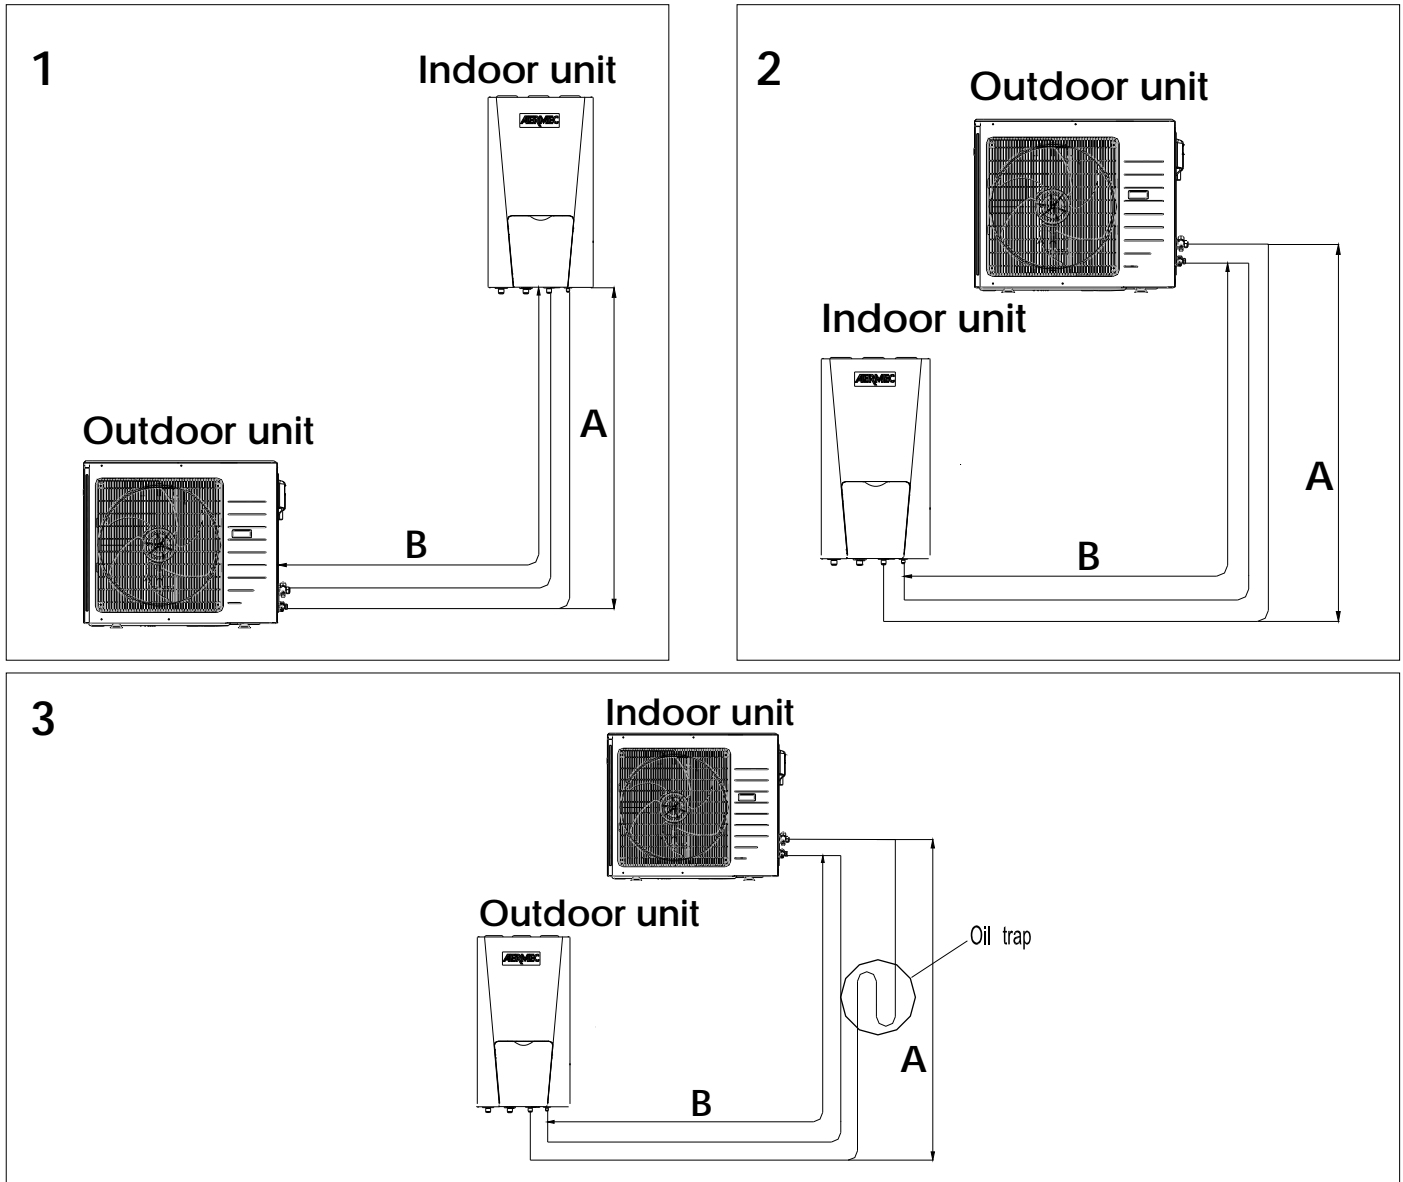 1
Indoor unit
AERMEC
A
Outdoor unit
B
2
Outdoor unit
Indoor unit
AERMEC
A
B
3
Indoor unit
Outdoor unit
AERMEC
Oil trap
A
B